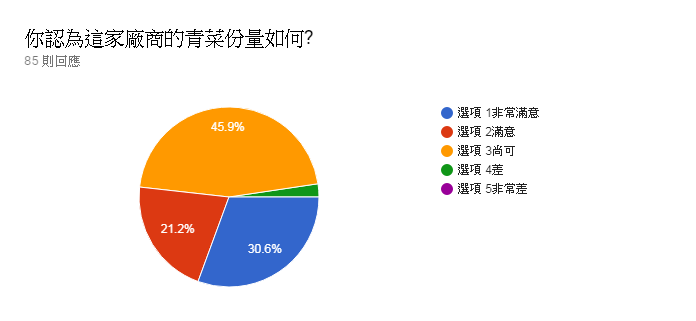 你認為這家廠商的青菜份量如何?
85 則回應
45.9%
21.2%
30.6%
選項 1非常滿意
選項 2滿意
選項 3尚可
選項 4差
選項 5非常差